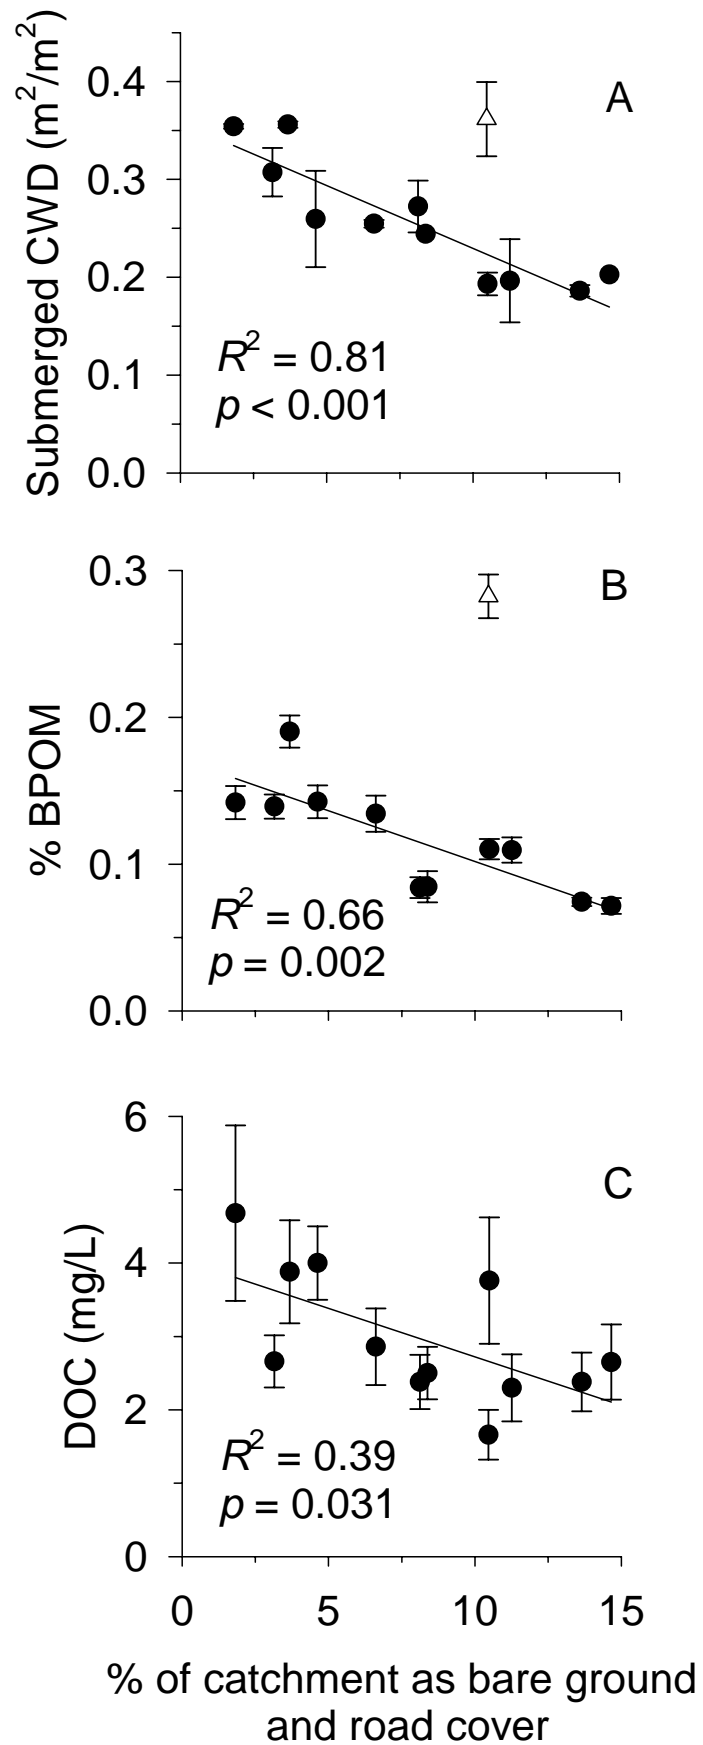 Submerged CWD (m²/m²)
0.4
0.3
0.2
0.1
0.0
A
R² = 0.81
p < 0.001
% BPOM
0.3
0.2
0.1
0.0
B
R² = 0.66
p = 0.002
DOC (mg/L)
6
4
2
0
C
R² = 0.39
p = 0.031
0 5 10 15
% of catchment as bare ground
and road cover